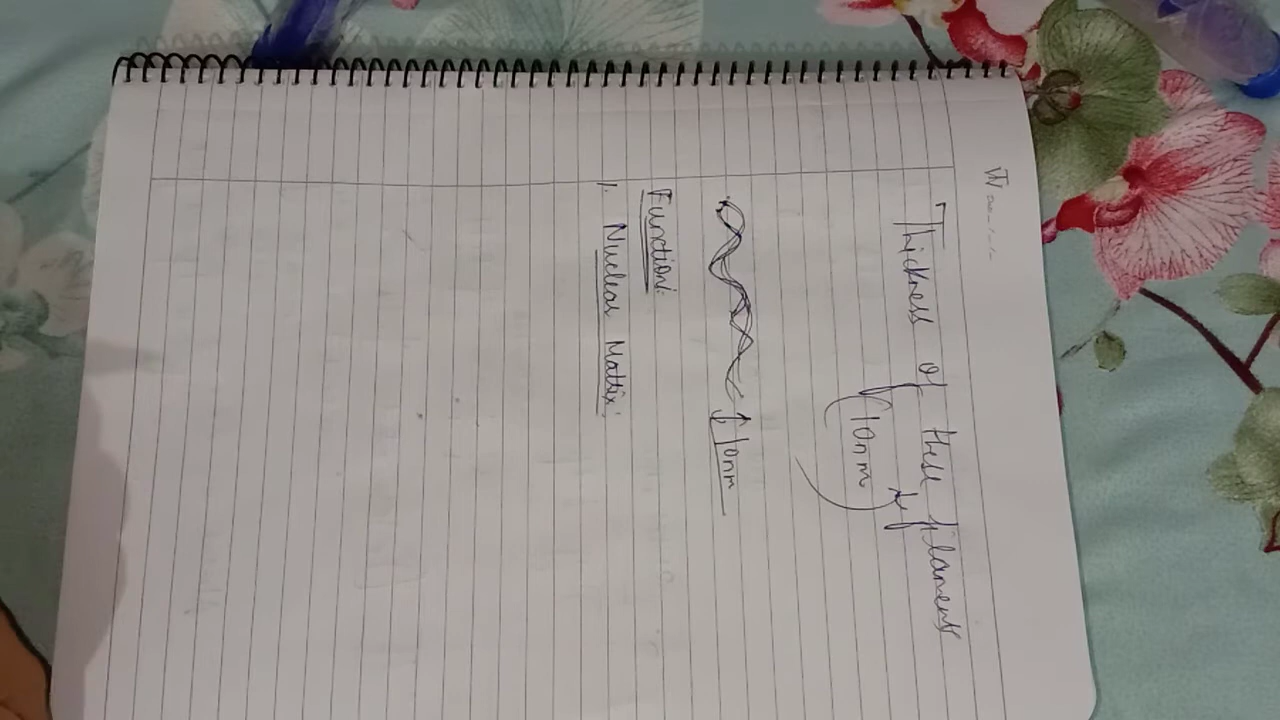 Thickness of these filaments
10nm
10nm
Function:
1. Nuclear Matrix: